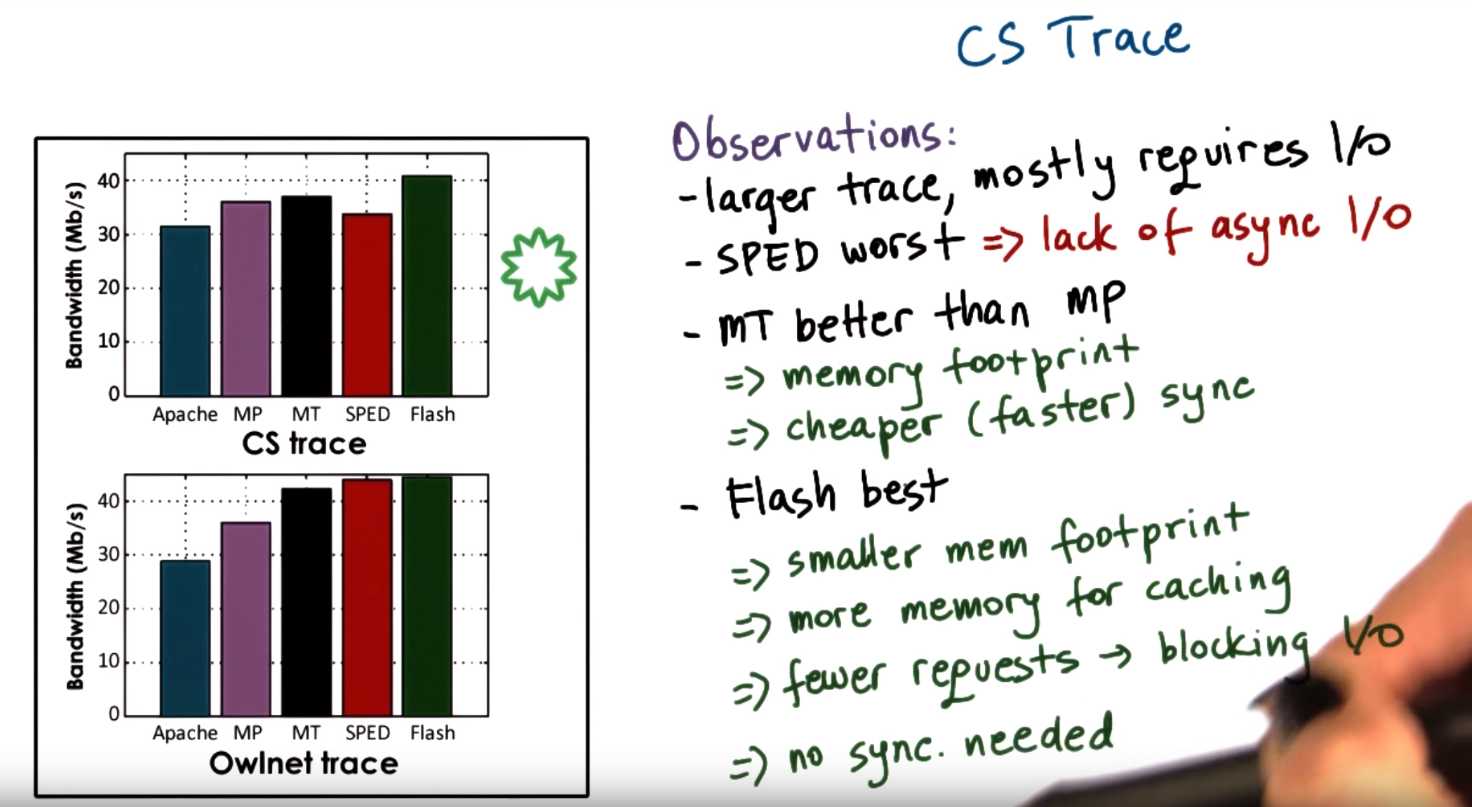 CS Trace
Observations:
- larger trace, mostly requires I/O
- SPED worst => lack of async I/O
- MT better than MP
=> memory footprint
=> cheaper (faster) sync
- Flash best
=> smaller mem footprint
=> more memory for caching
=> fewer requests → blocking I/O
=> no sync. needed
Bandwidth (Mb/s)
40
30
20
10
0
Apache MP MT SPED Flash
CS trace
Bandwidth (Mb/s)
40
30
20
10
0
Apache MP MT SPED Flash
Owlnet trace